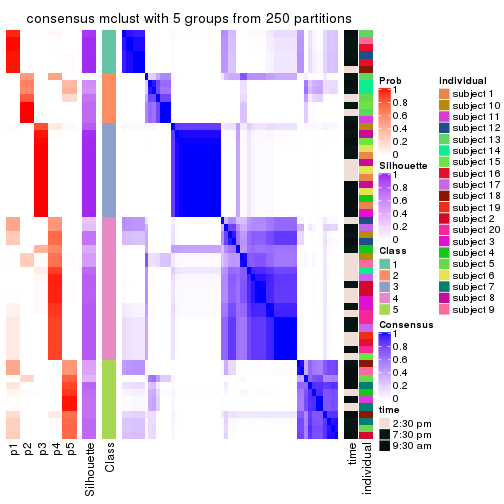 consensus mclust with 5 groups from 250 partitions
p1
p2
p3
p4
p5
Silhouette
Class
time
individual
Prob
1
0.8
0.6
0.4
0.2
0
Silhouette
1
0.8
0.6
0.4
0.2
0
Class
1
2
3
4
5
Consensus
1
0.8
0.6
0.4
0.2
0
time
2:30 pm
7:30 pm
9:30 am
individual
subject 1
subject 10
subject 11
subject 12
subject 13
subject 14
subject 15
subject 16
subject 17
subject 18
subject 19
subject 2
subject 20
subject 3
subject 4
subject 5
subject 6
subject 7
subject 8
subject 9